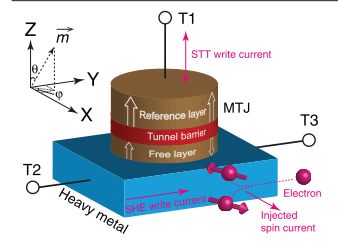 T1
Z
m
STT write current
θ
Y
Reference layer
MTJ
φ
X
Tunnel barrier
T3
Free layer
T2
Heavy metal
SHE write current
Electron
Injected
spin current